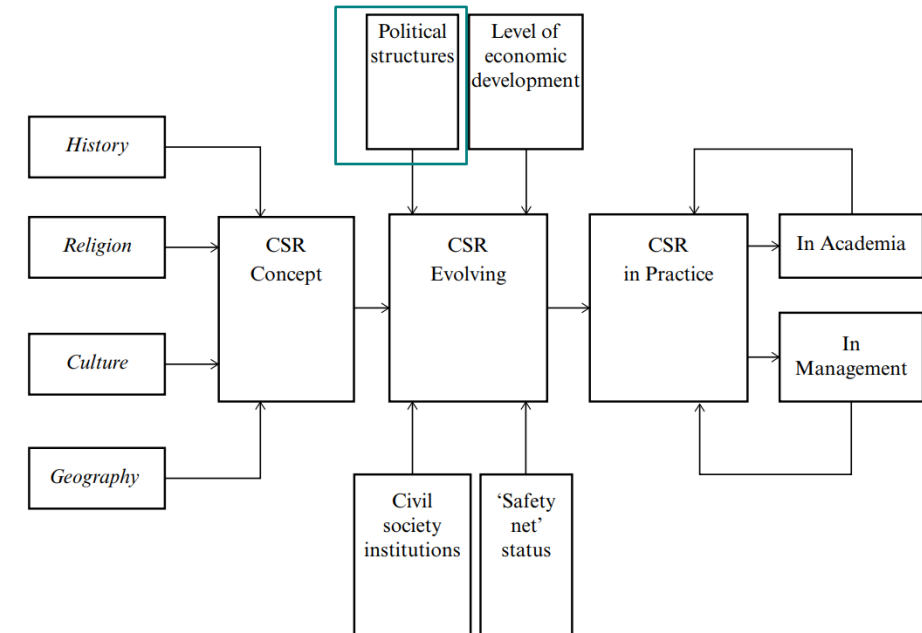 Political
structures
Level of
economic
development
History
Religion
Culture
Geography
CSR
Concept
CSR
Evolving
CSR
in Practice
In Academia
In
Management
Civil
society
institutions
‘Safety
net’
status